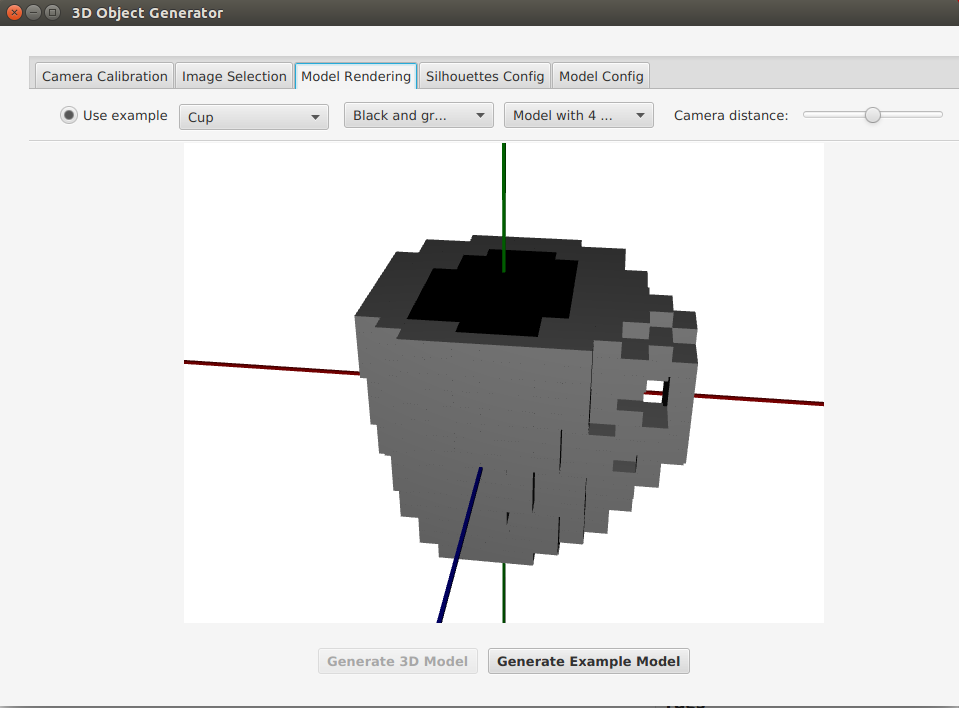 3D Object Generator
Camera Calibration Image Selection Model Rendering Silhouettes Config Model Config
Use example Cup Black and gr... Model with 4 ... Camera distance:
Generate 3D Model Generate Example Model